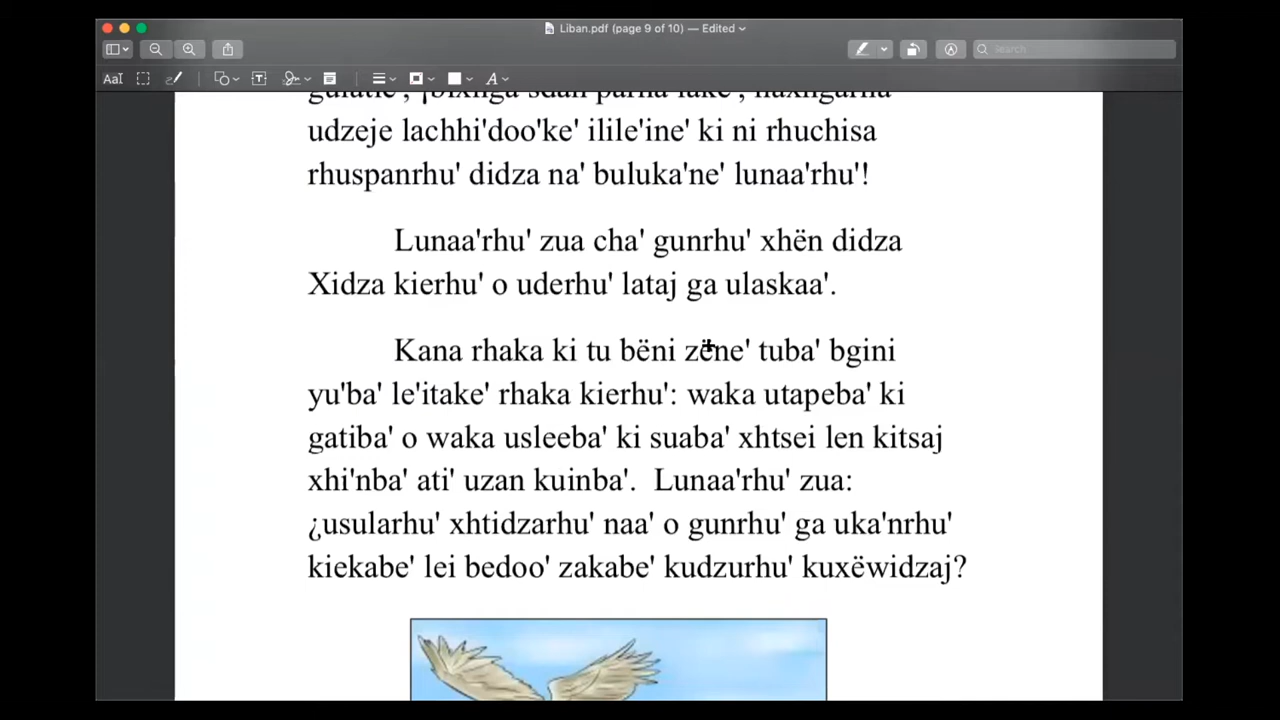 Liban.pdf (page 9 of 10) — Edited
Search
AaI
T
A
udzeje lachhi'doo'ke' ilile'ine' ki ni rhuchisa
rhuspanrhu' didza na' buluka'ne' lunaa'rhu'!
Lunaa'rhu' zua cha' gunrhu' xhën didza
Xidza kierhu' o uderhu' lataj ga ulaskaa'.
Kana rhaka ki tu bëni zëne' tuba' bgini
yu'ba' le'itake' rhaka kierhu': waka utapeba' ki
gatiba' o waka usleeba' ki suaba' xhtsei len kitsaj
xhi'nba' ati' uzan kuinba'. Lunaa'rhu' zua:
¿usularhu' xhtidzarhu' naa' o gunrhu' ga uka'nrhu'
kiekabe' lei bedoo' zakabe' kudzurhu' kuxëwidzaj?